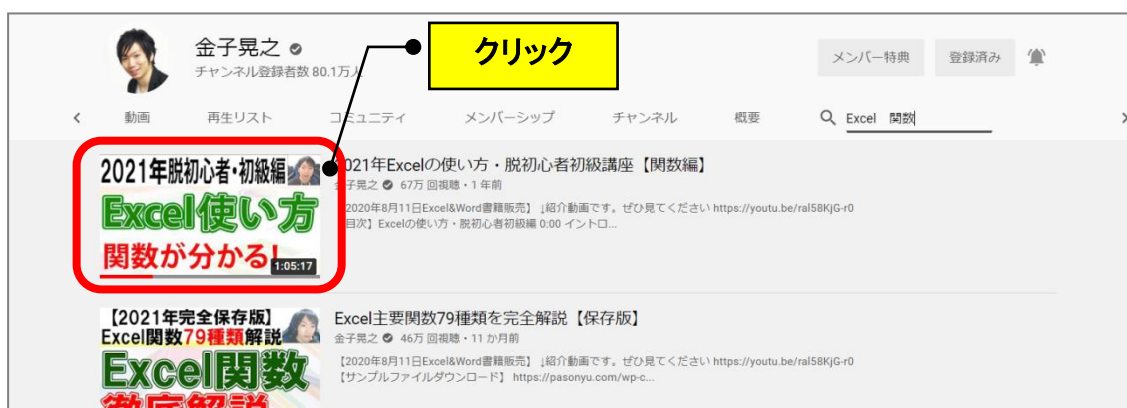 金子晃之
クリック
チャンネル登録者数 80.1万人
メンバー特典 登録済み
動画 再生リスト コミュニティ メンバーシップ チャンネル 概要 Excel 関数
2021年脱初心者・初級編
Excel使い方
関数が分かる!
1:05:17
2021年Excelの使い方・脱初心者初級講座【関数編】
金子晃之 67万 回視聴・1 年前
2020年8月11日Excel&Word書籍販売】 ↓紹介動画です。ぜひ見てください https://youtu.be/ral58KjG-r0
目次】Excelの使い方・脱初心者初級編 0:00 イントロ...
【2021年完全保存版】
Excel関数79種類解説
Excel関数
徹底解説
Excel主要関数79種類を完全解説【保存版】
金子晃之 46万 回視聴・11 か月前
【2020年8月11日Excel&Word書籍販売】 ↓紹介動画です。ぜひ見てください https://youtu.be/ral58KjG-r0
【サンプルファイルダウンロード】 https://pasonyu.com/wp-c...